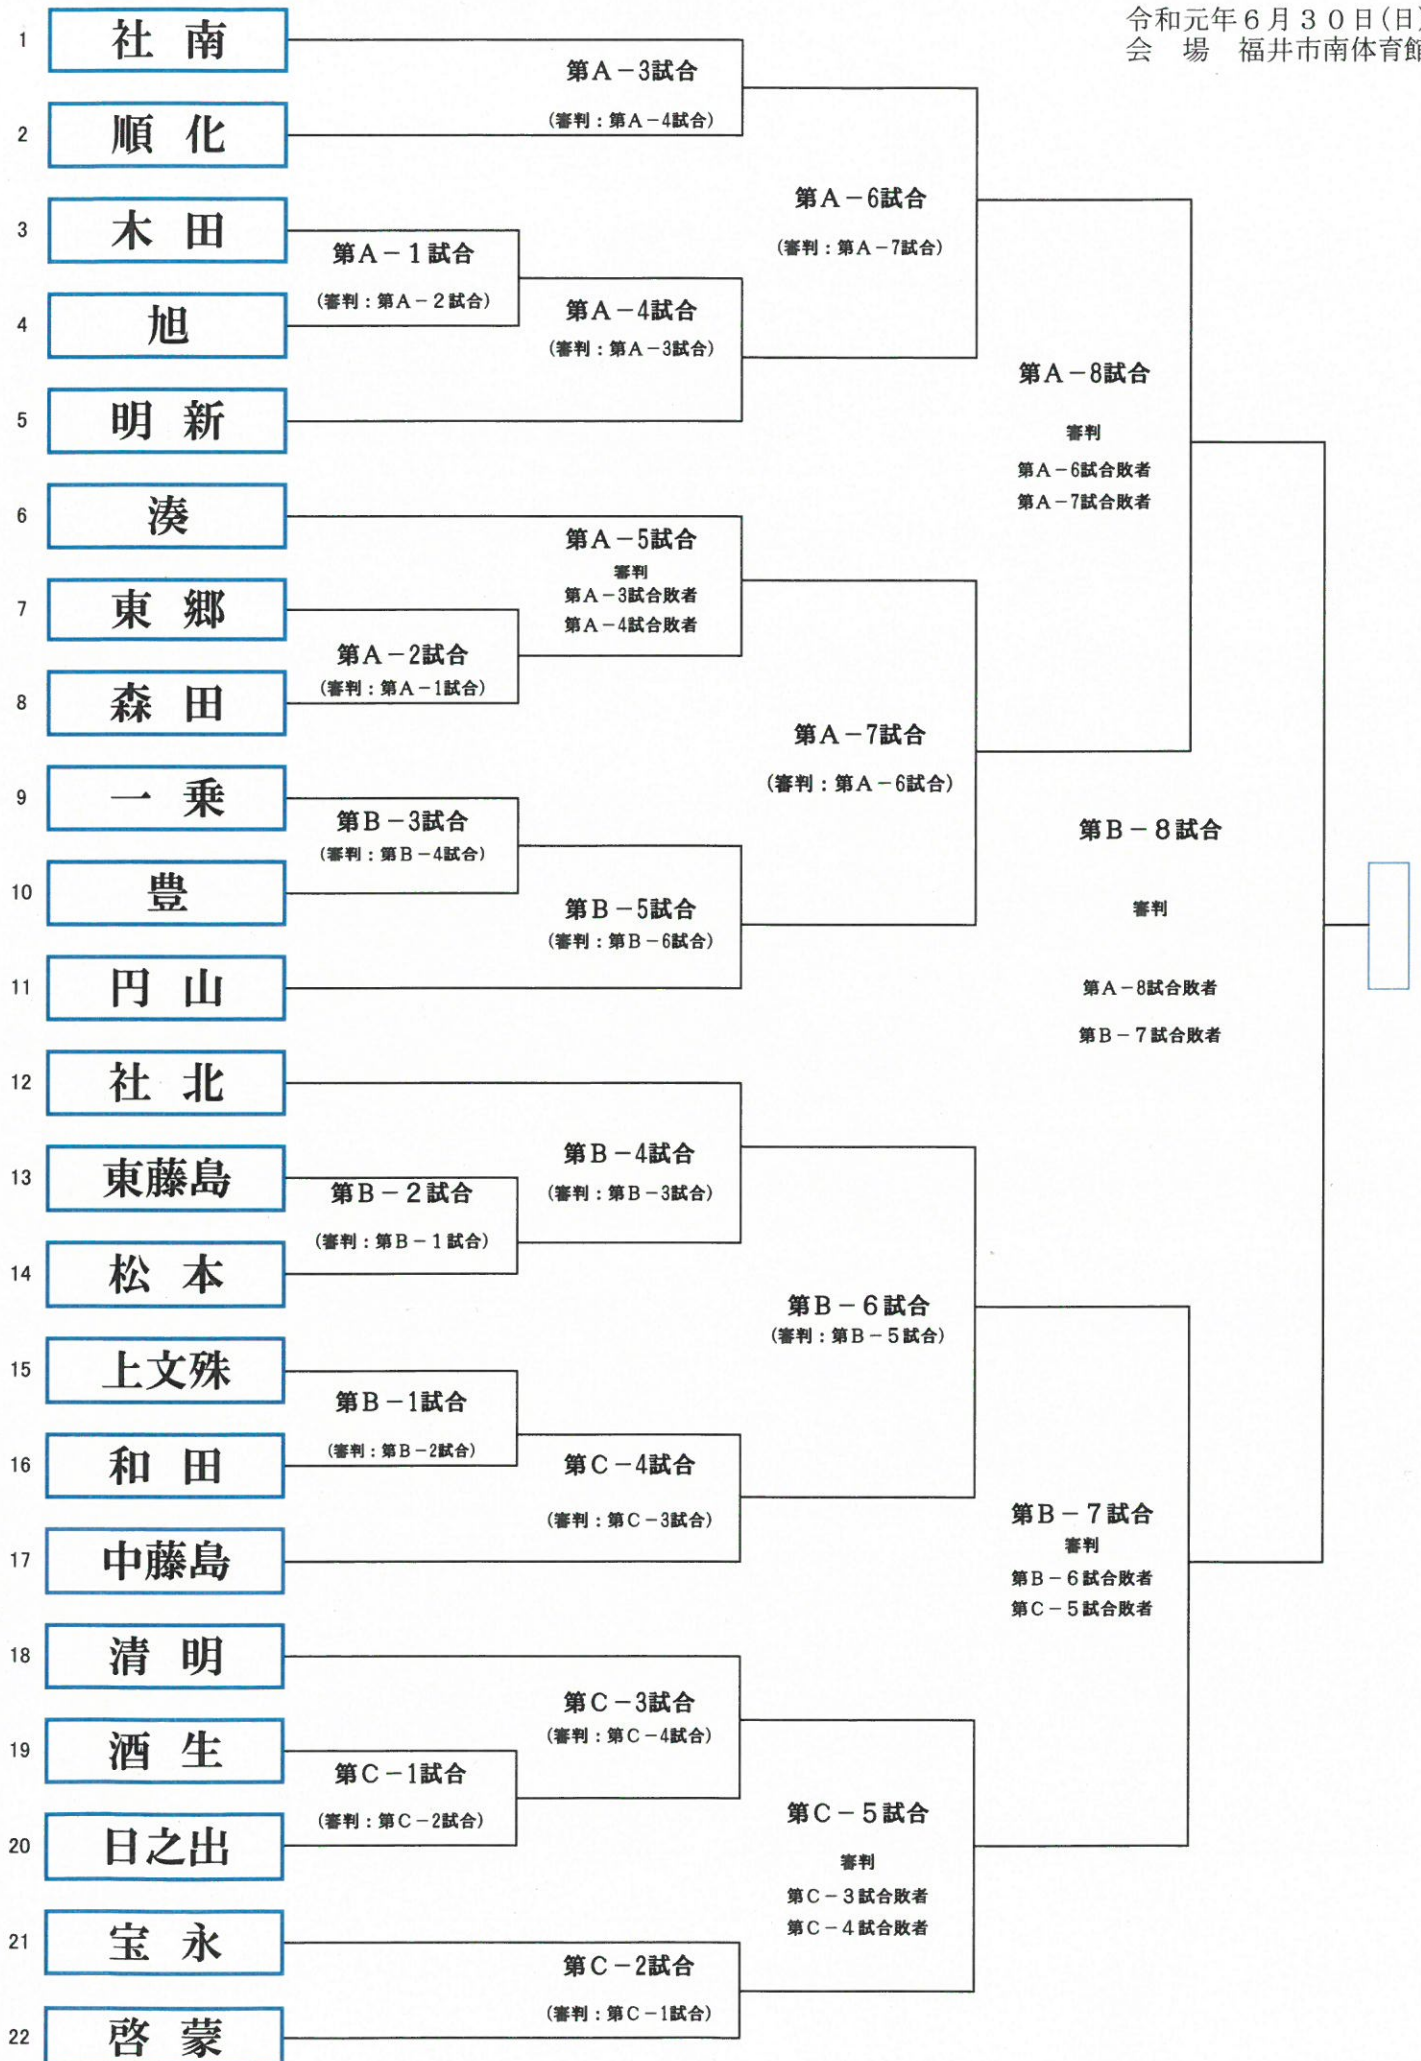 令和元年６月３０日(日)
会　場　福井市南体育館
1 社 南
第Ａ－3試合
(審判：第Ａ－4試合)
2 順 化
第Ａ－6試合
(審判：第Ａ－7試合)
3 木 田
第Ａ－１試合
(審判：第Ａ－２試合)
4 旭
第Ａ－4試合
(審判：第Ａ－3試合)
第Ａ－8試合
審判
第Ａ－6試合敗者
第Ａ－7試合敗者
5 明 新
6 湊
第Ａ－5試合
審判
第Ａ－3試合敗者
第Ａ－4試合敗者
7 東 郷
第Ａ－2試合
(審判：第Ａ－1試合)
8 森 田
第Ａ－7試合
(審判：第Ａ－6試合)
9 一 乗
第Ｂ－3試合
(審判：第Ｂ－4試合)
第Ｂ－８試合
審判
第Ａ－8試合敗者
第Ｂ－７試合敗者
10 豊
第Ｂ－5試合
(審判：第Ｂ－6試合)
11 円 山
12 社 北
第Ｂ－4試合
(審判：第Ｂ－3試合)
13 東藤島
第Ｂ－２試合
(審判：第Ｂ－１試合)
14 松 本
第Ｂ－６試合
(審判：第Ｂ－５試合)
15 上文殊
第Ｂ－1試合
(審判：第Ｂ－2試合)
16 和 田
第Ｃ－4試合
(審判：第Ｃ－3試合)
第Ｂ－７試合
審判
第Ｂ－６試合敗者
第Ｃ－５試合敗者
17 中藤島
18 清 明
第Ｃ－3試合
(審判：第Ｃ－4試合)
19 酒 生
第Ｃ－1試合
(審判：第Ｃ－2試合)
20 日之出
第Ｃ－５試合
審判
第Ｃ－３試合敗者
第Ｃ－４試合敗者
21 宝 永
第Ｃ－2試合
(審判：第Ｃ－1試合)
22 啓 蒙